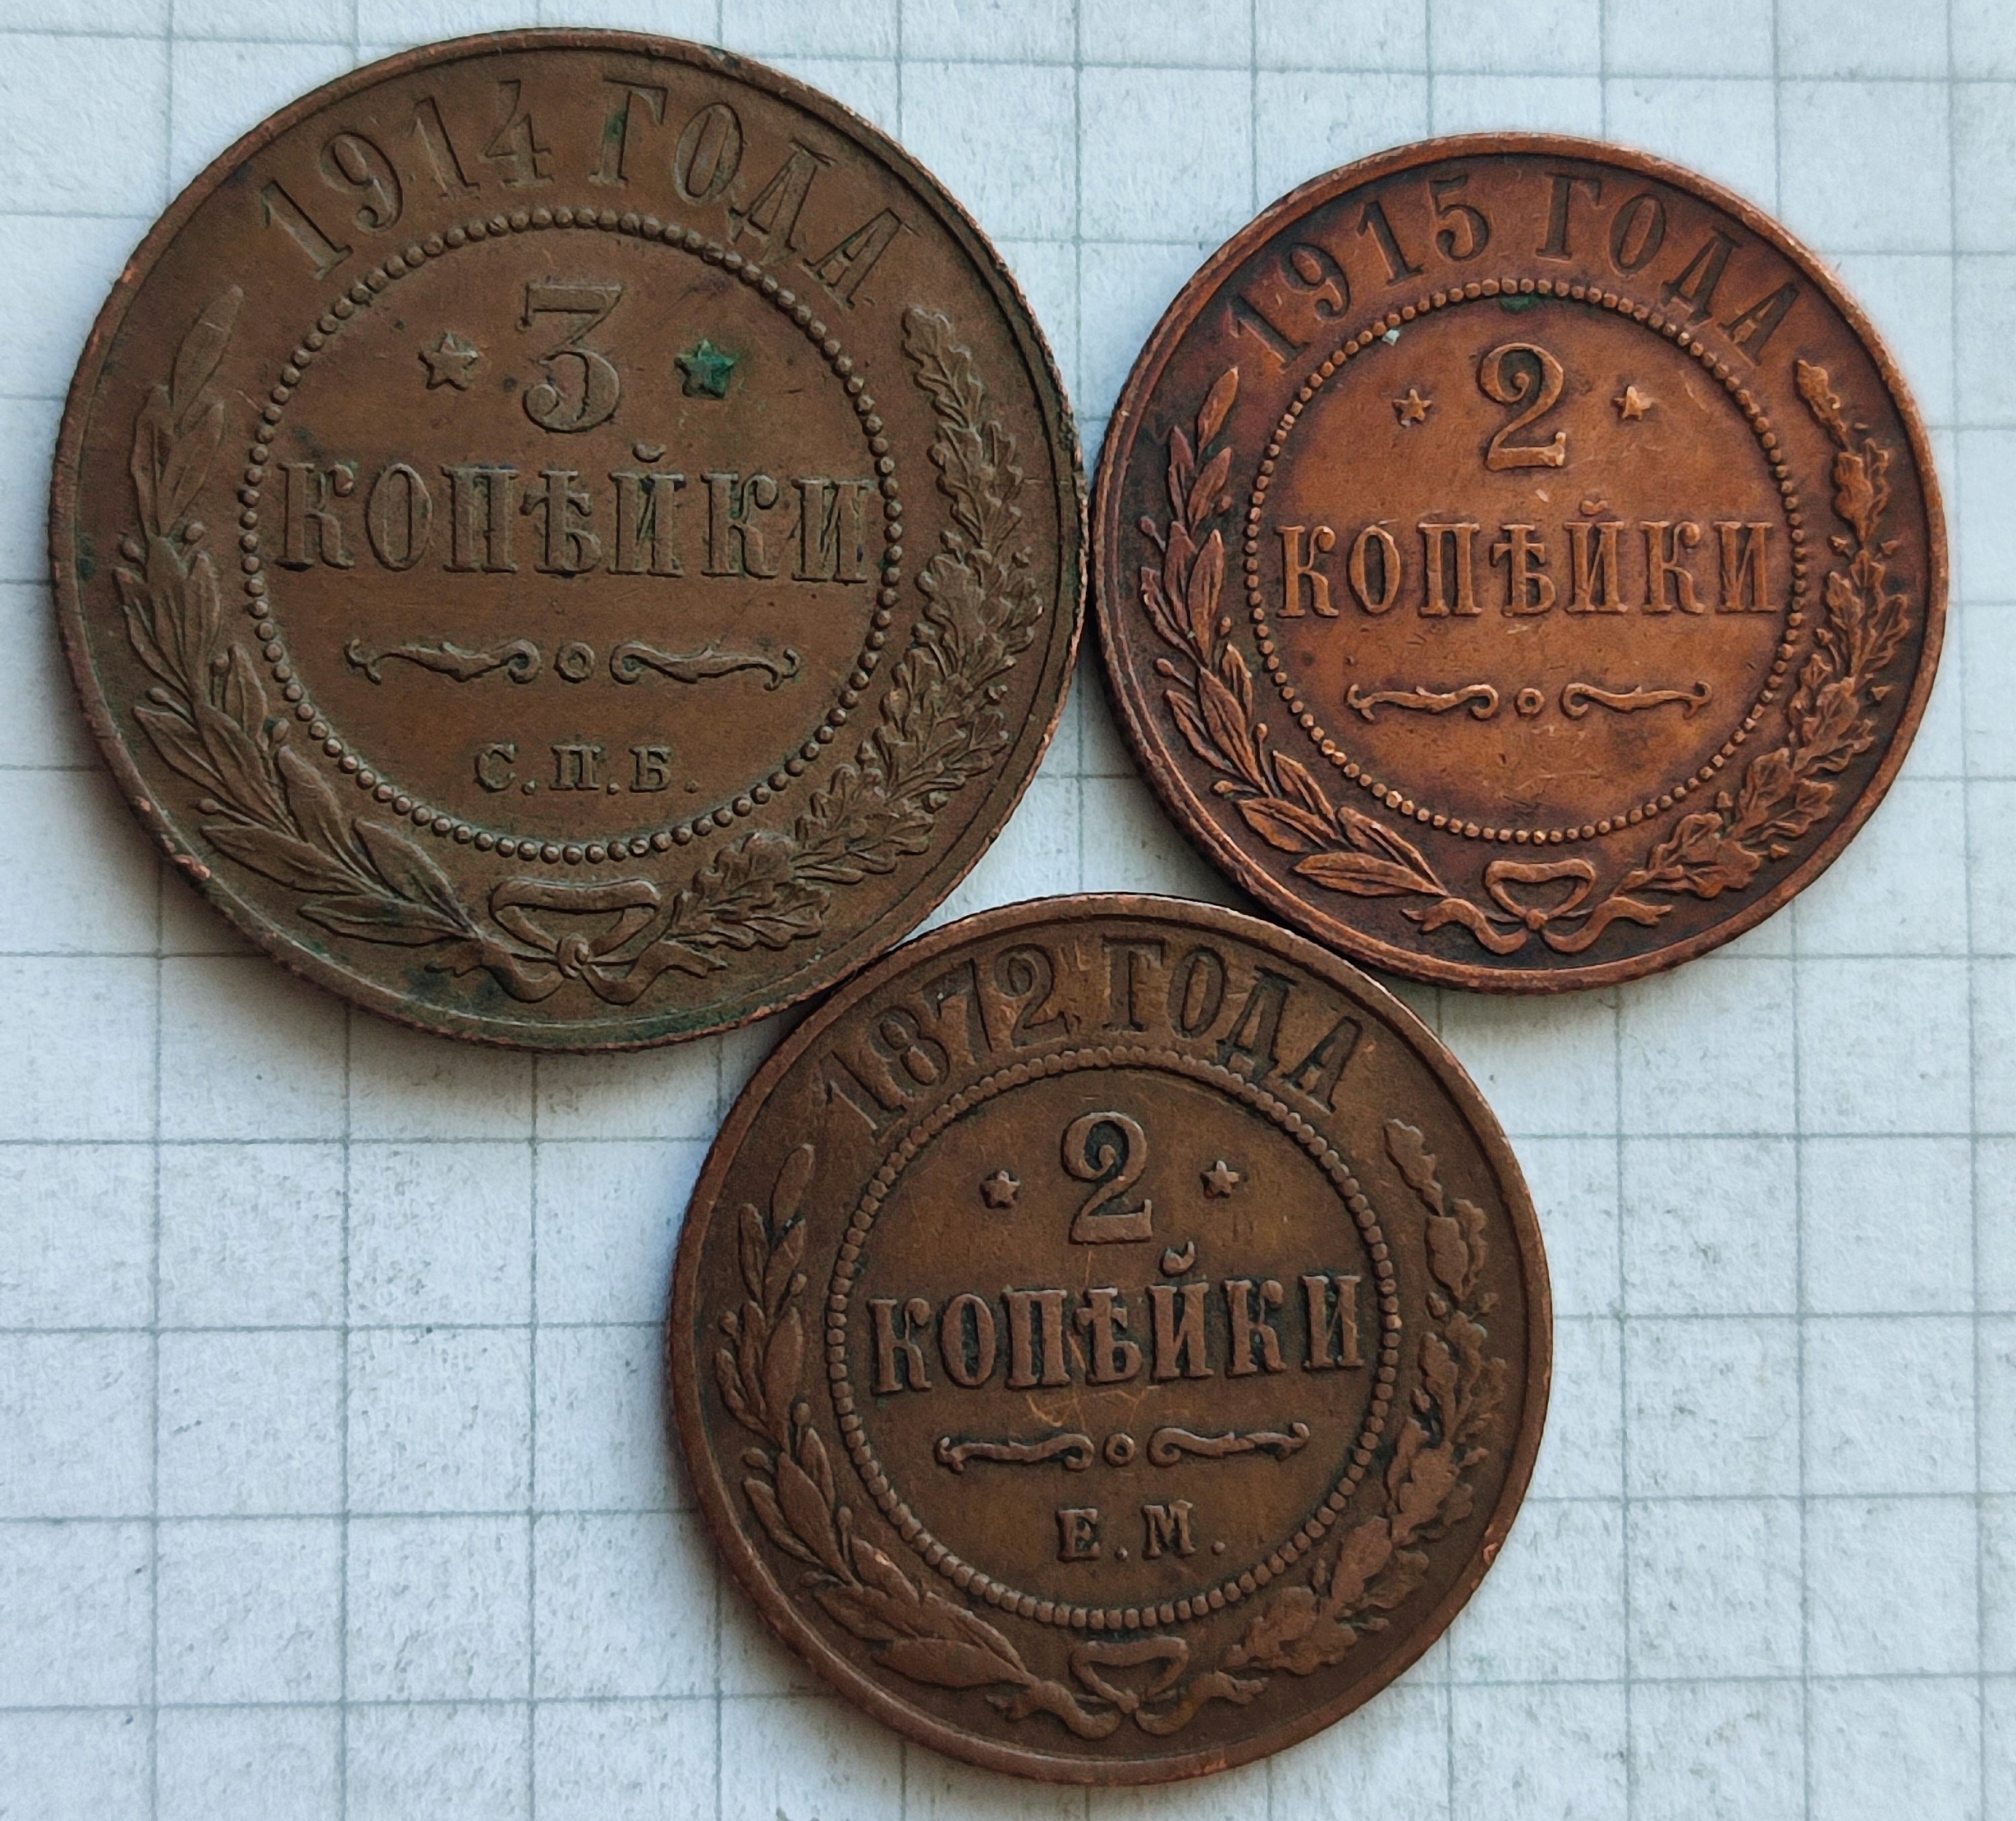 1914 ГОДА
3
КОПѢЙКИ
С.П.Б.
1915 ГОДА
2
КОПѢЙКИ
1872 ГОДА
2
КОПѢЙКИ
Е.М.